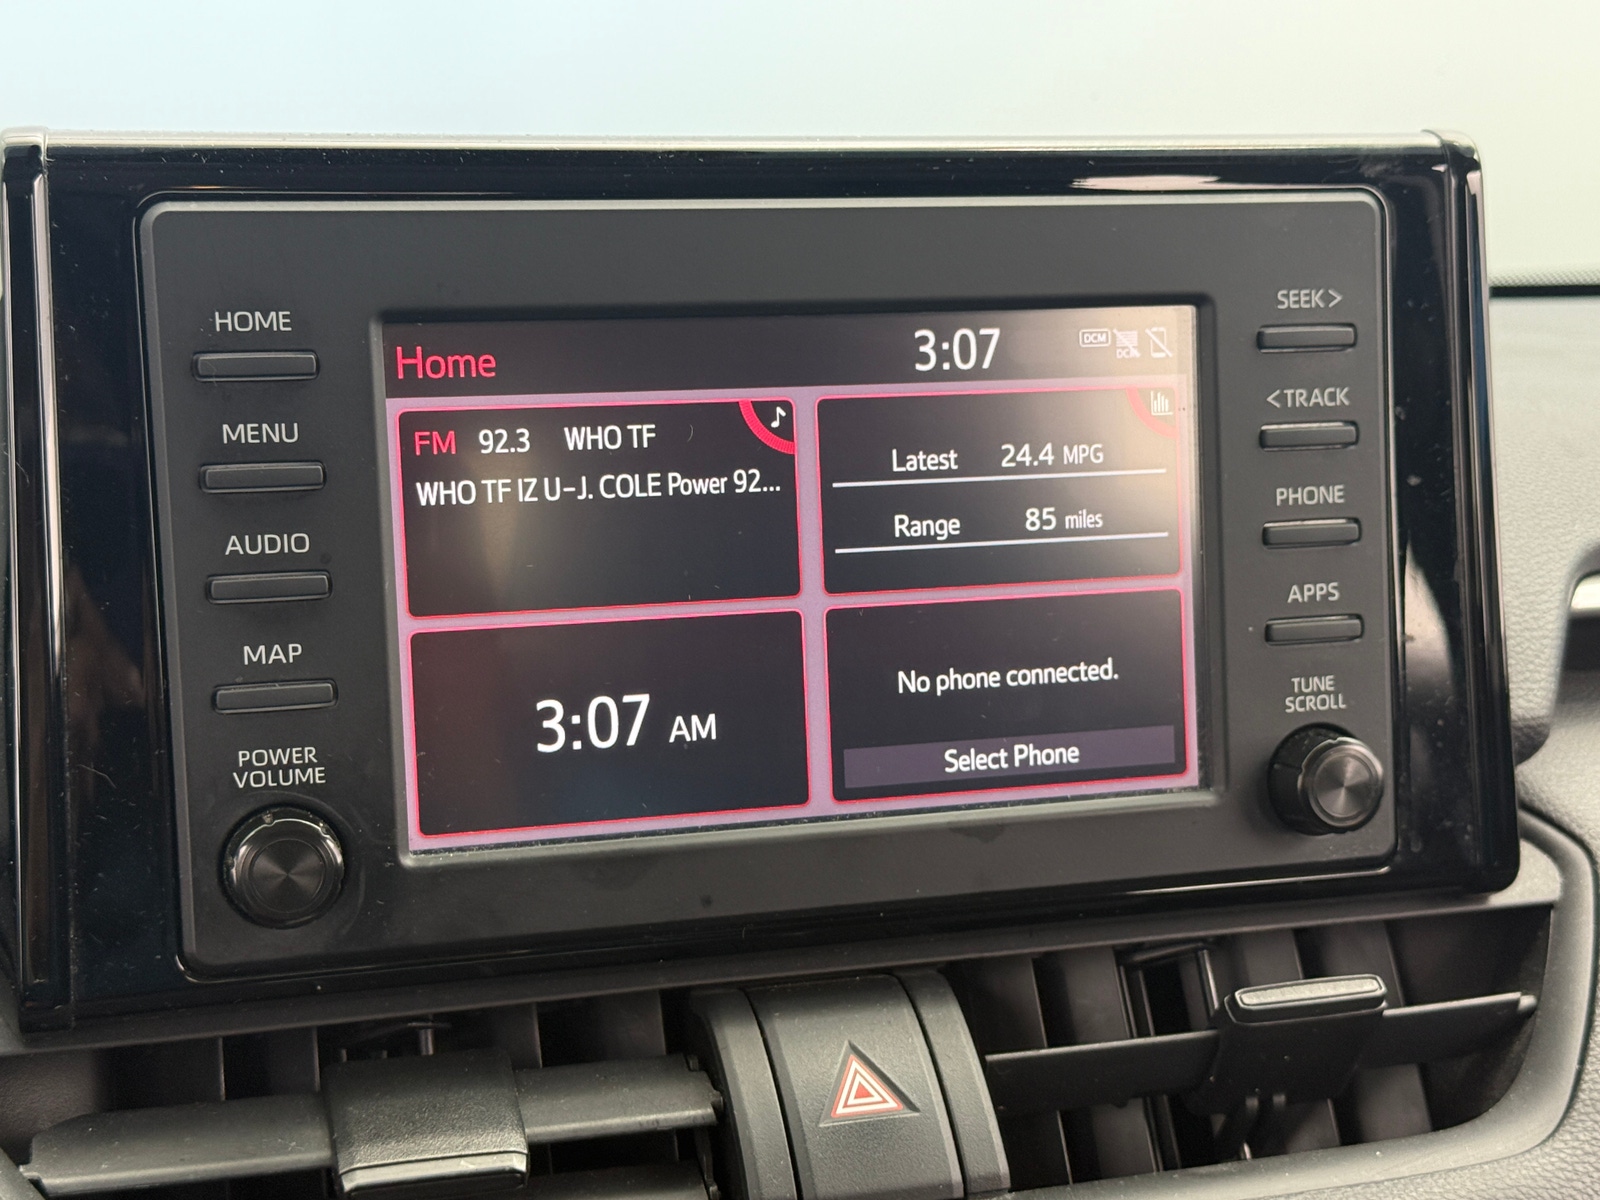 HOME
MENU
AUDIO
MAP
POWER
VOLUME
Home
3:07
DCM
DCM
FM 92.3 WHO TF
WHO TF IZ U-J. COLE Power 92...
Latest 24.4 MPG
Range 85 miles
3:07 AM
No phone connected.
Select Phone
SEEK>
<TRACK
PHONE
APPS
TUNE
SCROLL